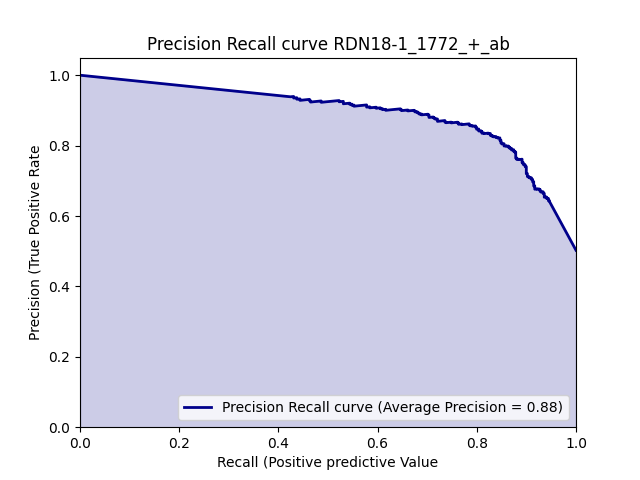 Precision Recall curve RDN18-1_1772_+_ab
Precision (True Positive Rate
1.0
0.8
0.6
0.4
0.2
0.0
Precision Recall curve (Average Precision = 0.88)
0.0 0.2 0.4 0.6 0.8 1.0
Recall (Positive predictive Value